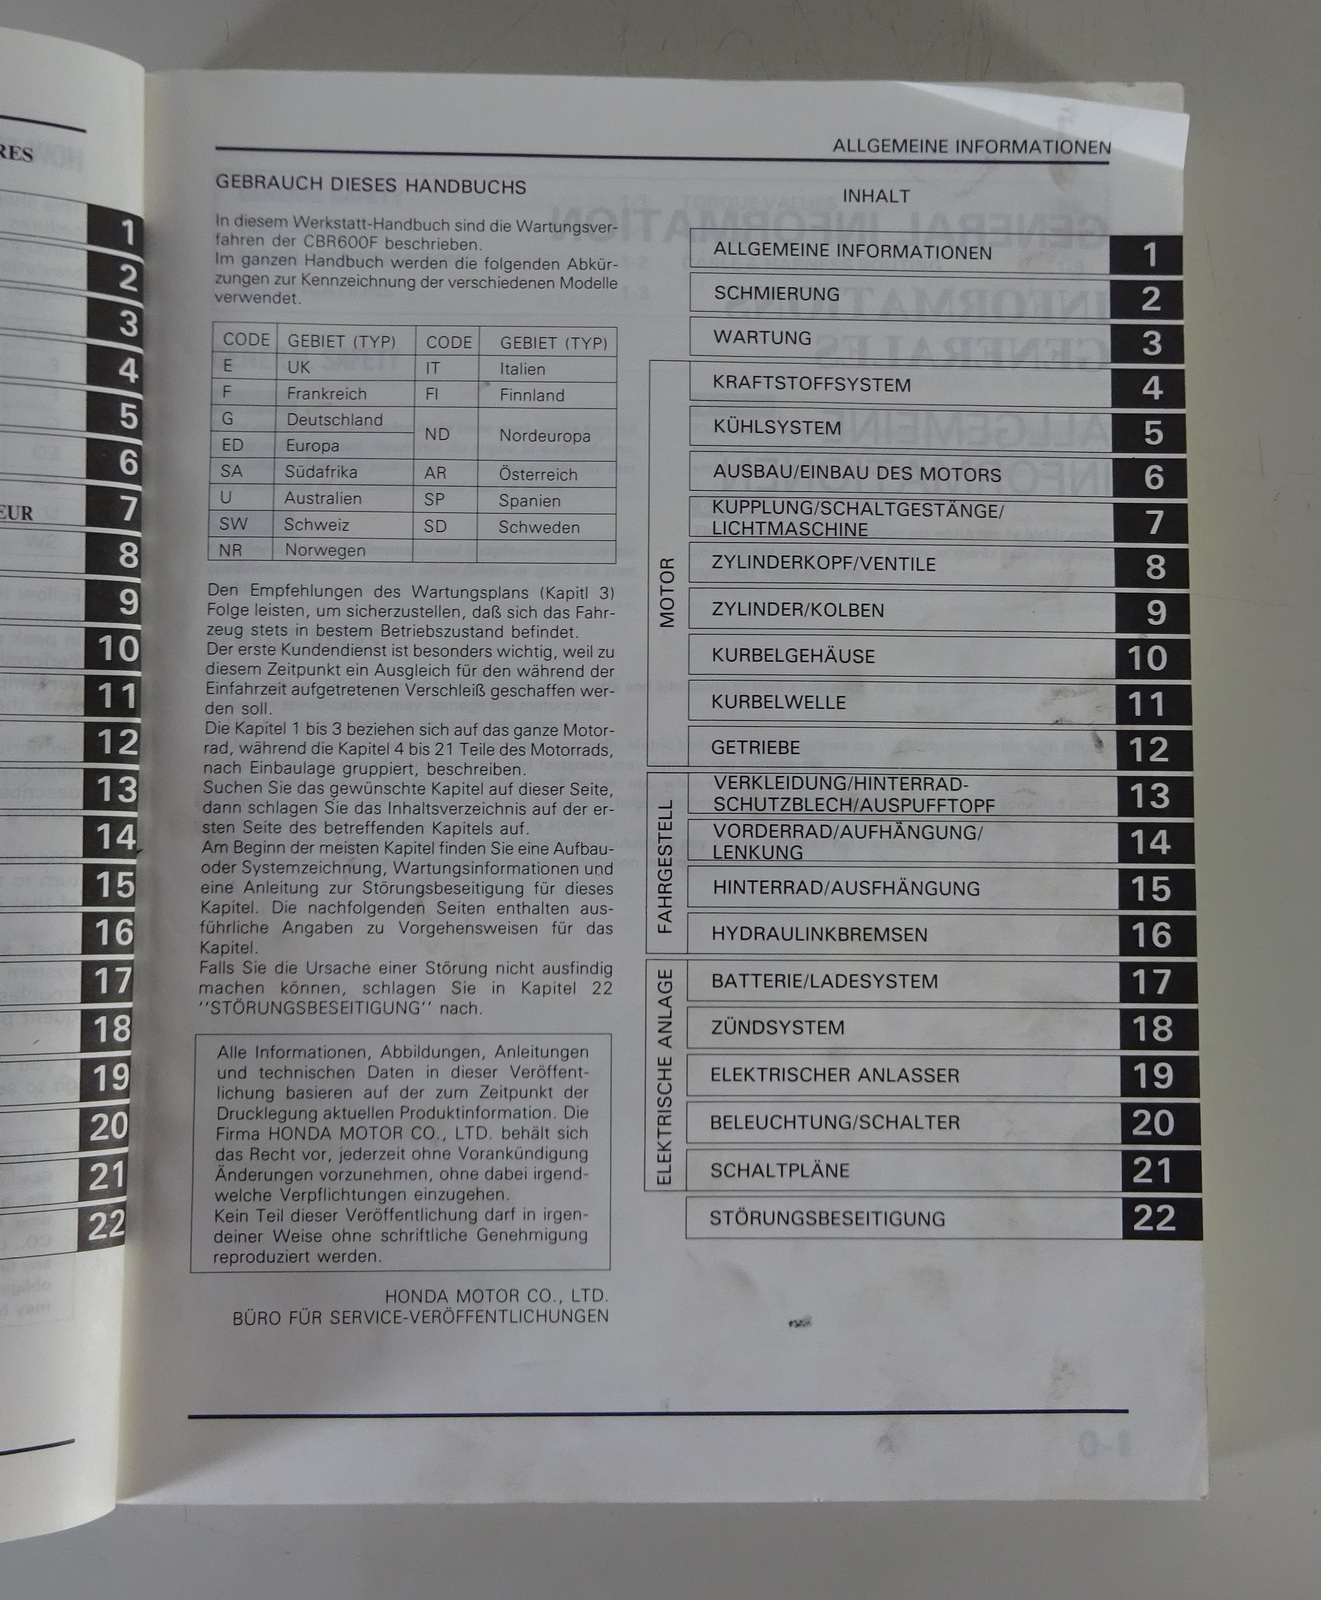 RES
EUR
1
2
3
4
5
6
7
8
9
10
11
12
13
14
15
16
17
18
19
20
21
22
ALLGEMEINE INFORMATIONEN
GEBRAUCH DIESES HANDBUCHS
In diesem Werkstatt-Handbuch sind die Wartungsver-
fahren der CBR600F beschrieben.
Im ganzen Handbuch werden die folgenden Abkür-
zungen zur Kennzeichnung der verschiedenen Modelle
verwendet.
CODE GEBIET (TYP) CODE GEBIET (TYP)
E UK IT Italien
F Frankreich FI Finnland
G Deutschland
ND Nordeuropa
ED Europa
SA Südafrika AR Österreich
U Australien SP Spanien
SW Schweiz SD Schweden
NR Norwegen
Den Empfehlungen des Wartungsplans (Kapitl 3)
Folge leisten, um sicherzustellen, daß sich das Fahr-
zeug stets in bestem Betriebszustand befindet.
Der erste Kundendienst ist besonders wichtig, weil zu
diesem Zeitpunkt ein Ausgleich für den während der
Einfahrzeit aufgetretenen Verschleiß geschaffen wer-
den soll.
Die Kapitel 1 bis 3 beziehen sich auf das ganze Motor-
rad, während die Kapitel 4 bis 21 Teile des Motorrads,
nach Einbaulage gruppiert, beschreiben.
Suchen Sie das gewünschte Kapitel auf dieser Seite,
dann schlagen Sie das Inhaltsverzeichnis auf der er-
sten Seite des betreffenden Kapitels auf.
Am Beginn der meisten Kapitel finden Sie eine Aufbau-
oder Systemzeichnung, Wartungsinformationen und
eine Anleitung zur Störungsbeseitigung für dieses
Kapitel. Die nachfolgenden Seiten enthalten aus-
führliche Angaben zu Vorgehensweisen für das
Kapitel.
Falls Sie die Ursache einer Störung nicht ausfindig
machen können, schlagen Sie in Kapitel 22
''STÖRUNGSBESEITIGUNG'' nach.
Alle Informationen, Abbildungen, Anleitungen
und technischen Daten in dieser Veröffent-
lichung basieren auf der zum Zeitpunkt der
Drucklegung aktuellen Produktinformation. Die
Firma HONDA MOTOR CO., LTD. behält sich
das Recht vor, jederzeit ohne Vorankündigung
Änderungen vorzunehmen, ohne dabei irgend-
welche Verpflichtungen einzugehen.
Kein Teil dieser Veröffentlichung darf in irgen-
deiner Weise ohne schriftliche Genehmigung
reproduziert werden.
HONDA MOTOR CO., LTD.
BÜRO FÜR SERVICE-VERÖFFENTLICHUNGEN
INHALT
ALLGEMEINE INFORMATIONEN 1
SCHMIERUNG 2
WARTUNG 3
MOTOR
KRAFTSTOFFSYSTEM 4
KÜHLSYSTEM 5
AUSBAU/EINBAU DES MOTORS 6
KUPPLUNG/SCHALTGESTÄNGE/
LICHTMASCHINE 7
ZYLINDERKOPF/VENTILE 8
ZYLINDER/KOLBEN 9
KURBELGEHÄUSE 10
KURBELWELLE 11
GETRIEBE 12
FAHRGESTELL
VERKLEIDUNG/HINTERRAD-
SCHUTZBLECH/AUSPUFFTOPF 13
VORDERRAD/AUFHÄNGUNG/
LENKUNG 14
HINTERRAD/AUSFHÄNGUNG 15
HYDRAULINKBREMSEN 16
ELEKTRISCHE ANLAGE
BATTERIE/LADESYSTEM 17
ZÜNDSYSTEM 18
ELEKTRISCHER ANLASSER 19
BELEUCHTUNG/SCHALTER 20
SCHALTPLÄNE 21
STÖRUNGSBESEITIGUNG 22